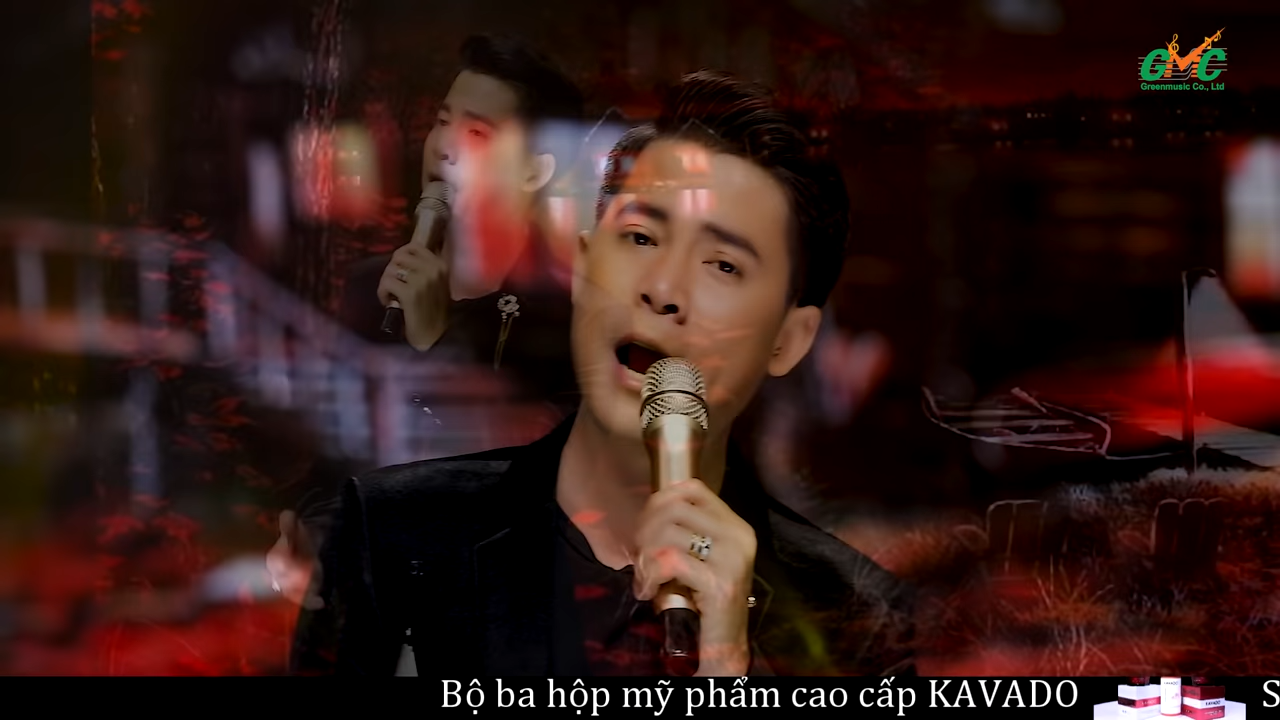 GMC
Greenmusic Co., Ltd
Bộ ba hộp mỹ phẩm cao cấp KAVADO S